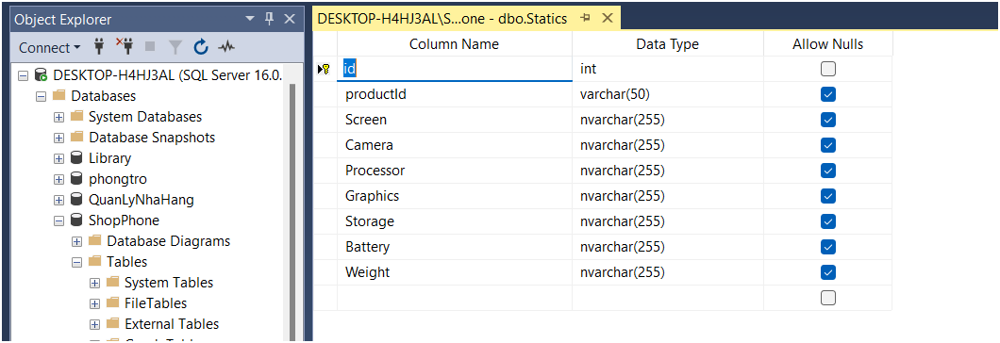 Object Explorer
Connect
DESKTOP-H4HJ3AL (SQL Server 16.0.
Databases
System Databases
Database Snapshots
Library
phongtro
QuanLyNhaHang
ShopPhone
Database Diagrams
Tables
System Tables
FileTables
External Tables
DESKTOP-H4HJ3AL\S...one - dbo.Statics
Column Name Data Type Allow Nulls
id int
productId varchar(50)
Screen nvarchar(255)
Camera nvarchar(255)
Processor nvarchar(255)
Graphics nvarchar(255)
Storage nvarchar(255)
Battery nvarchar(255)
Weight nvarchar(255)